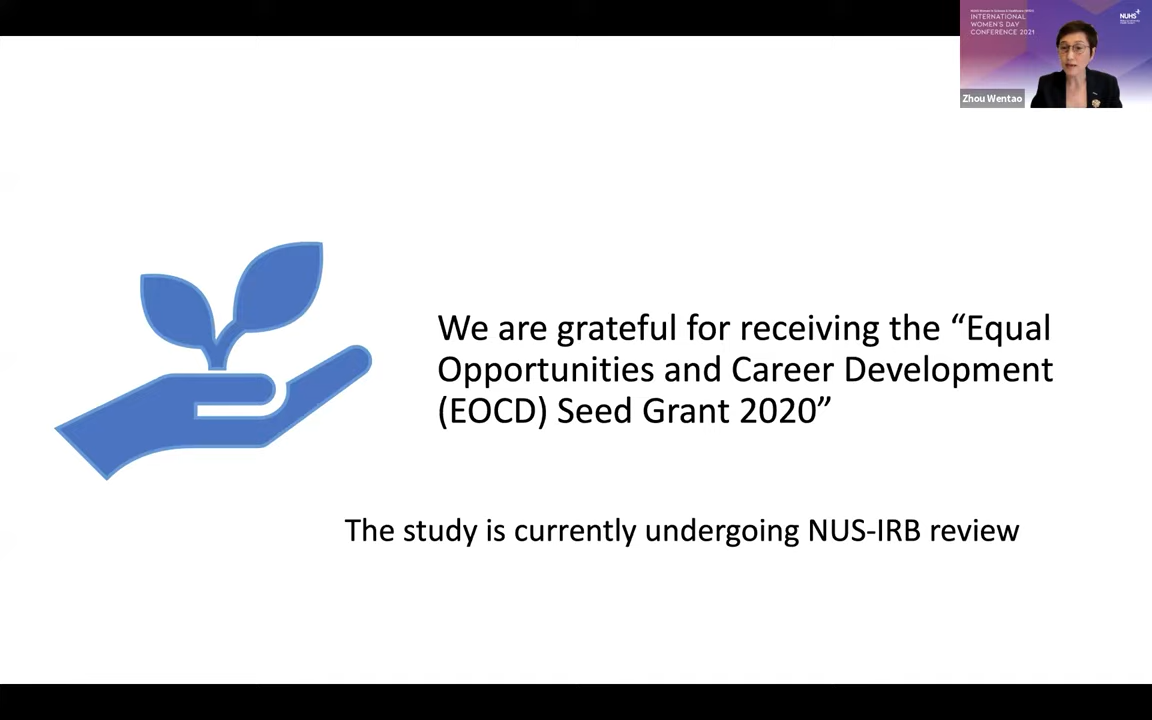 INTERNATIONAL
WOMEN'S DAY
CONFERENCE 2021
NUHS
Zhou Wentao
We are grateful for receiving the “Equal
Opportunities and Career Development
(EOCD) Seed Grant 2020”
The study is currently undergoing NUS-IRB review